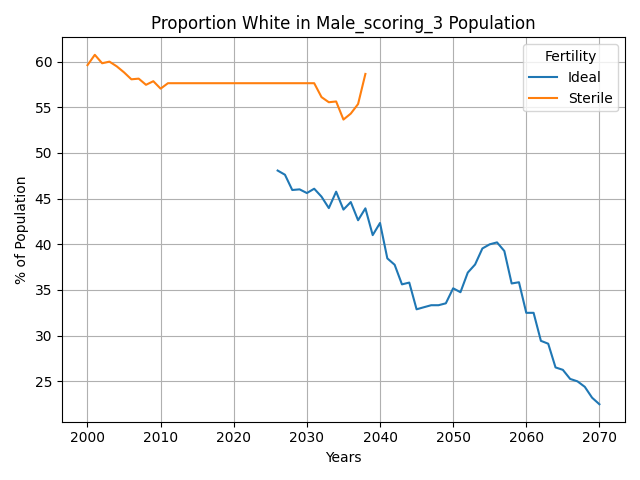 Proportion White in Male_scoring_3 Population
Fertility
Ideal
Sterile
% of Population
60
55
50
45
40
35
30
25
2000
2010
2020
2030
2040
2050
2060
2070
Years